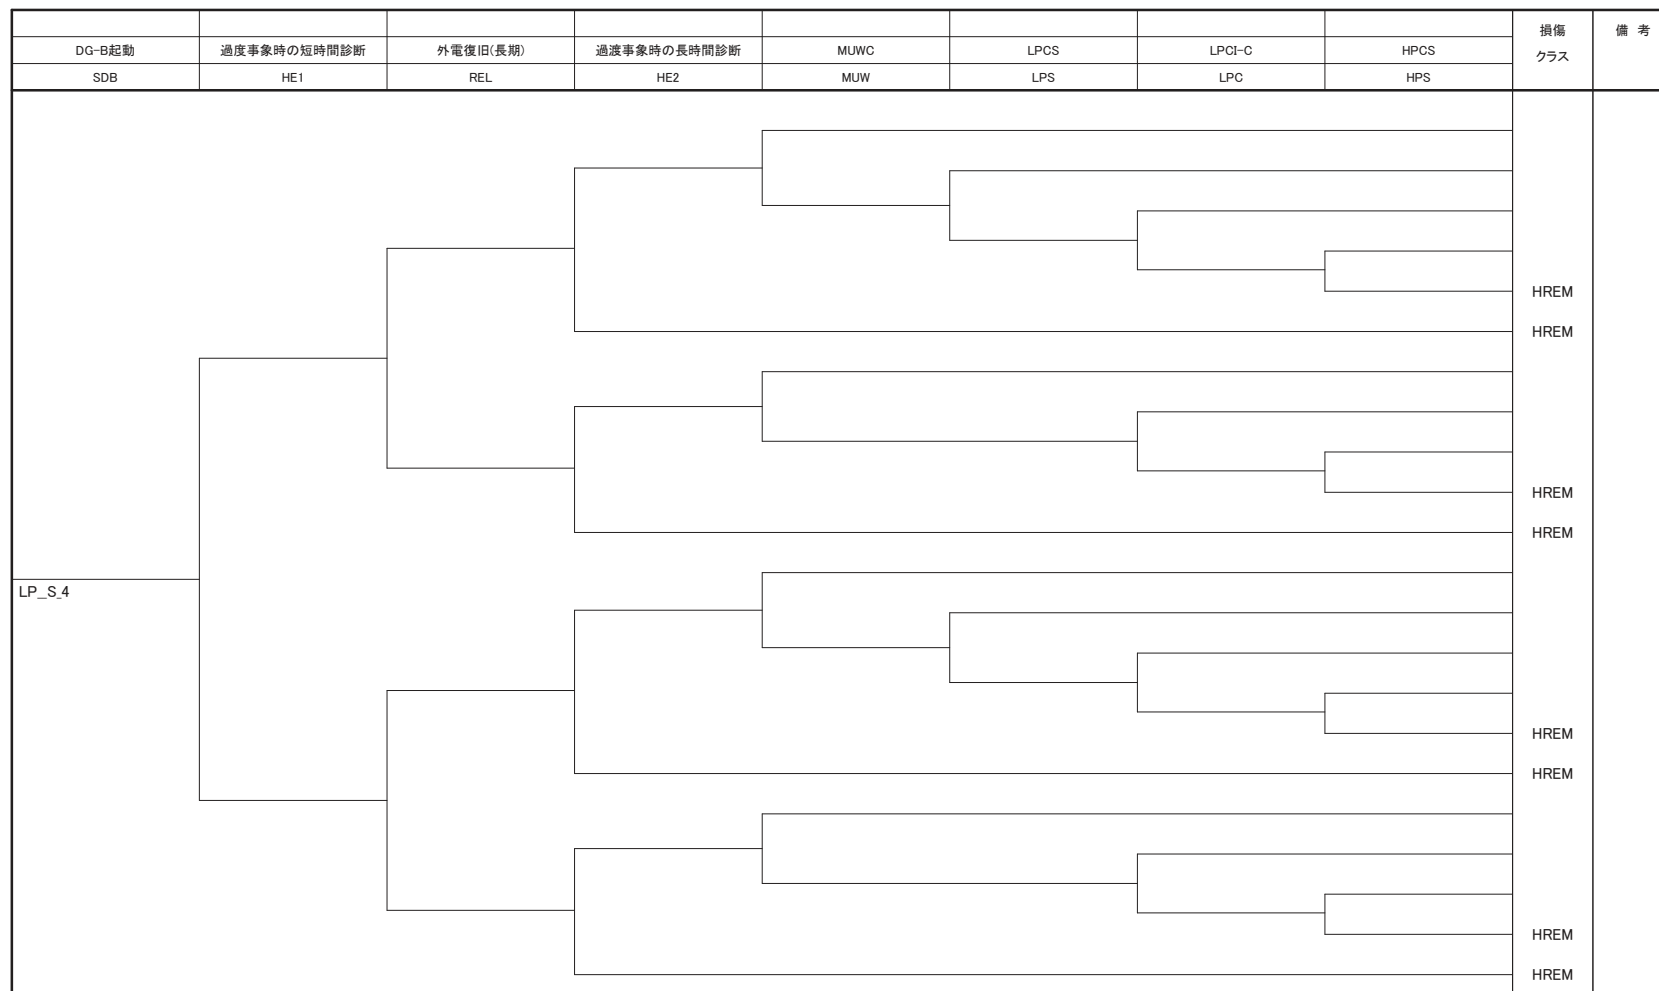 損傷 備 考
DG-B起動 過度事象時の短時間診断 外電復旧(長期) 過渡事象時の長時間診断 MUWC LPCS LPCI-C HPCS
クラス
SDB HE1 REL HE2 MUW LPS LPC HPS
HREM
HREM
HREM
HREM
LP_S_4
HREM
HREM
HREM
HREM